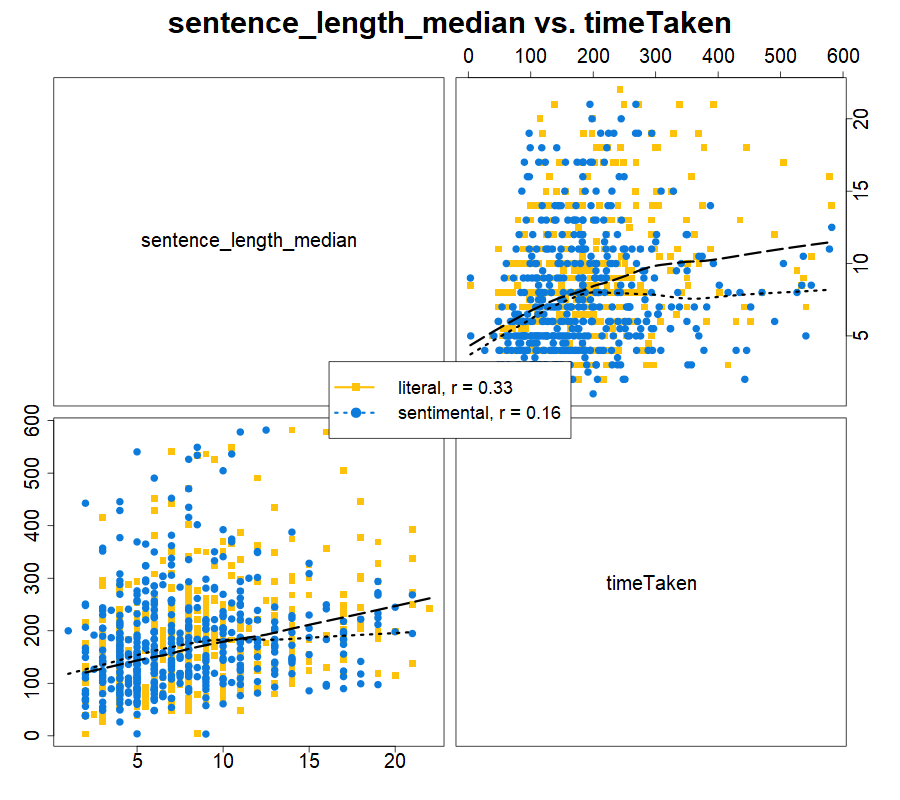 sentence_length_median vs. timeTaken
0 100 200 300 400 500 600
sentence_length_median
20
15
10
5
literal, r = 0.33
sentimental, r = 0.16
600
500
400
300
200
100
0
timeTaken
5 10 15 20